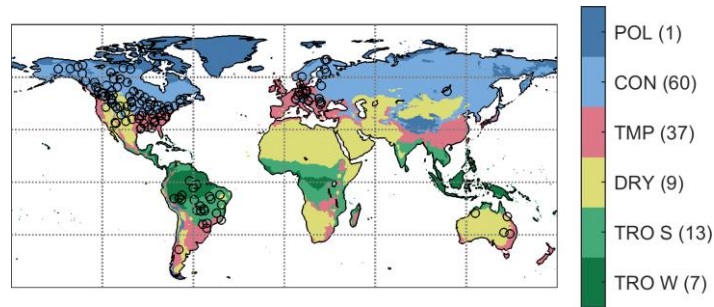 POL (1)
CON (60)
TMP (37)
DRY (9)
TRO S (13)
TRO W (7)